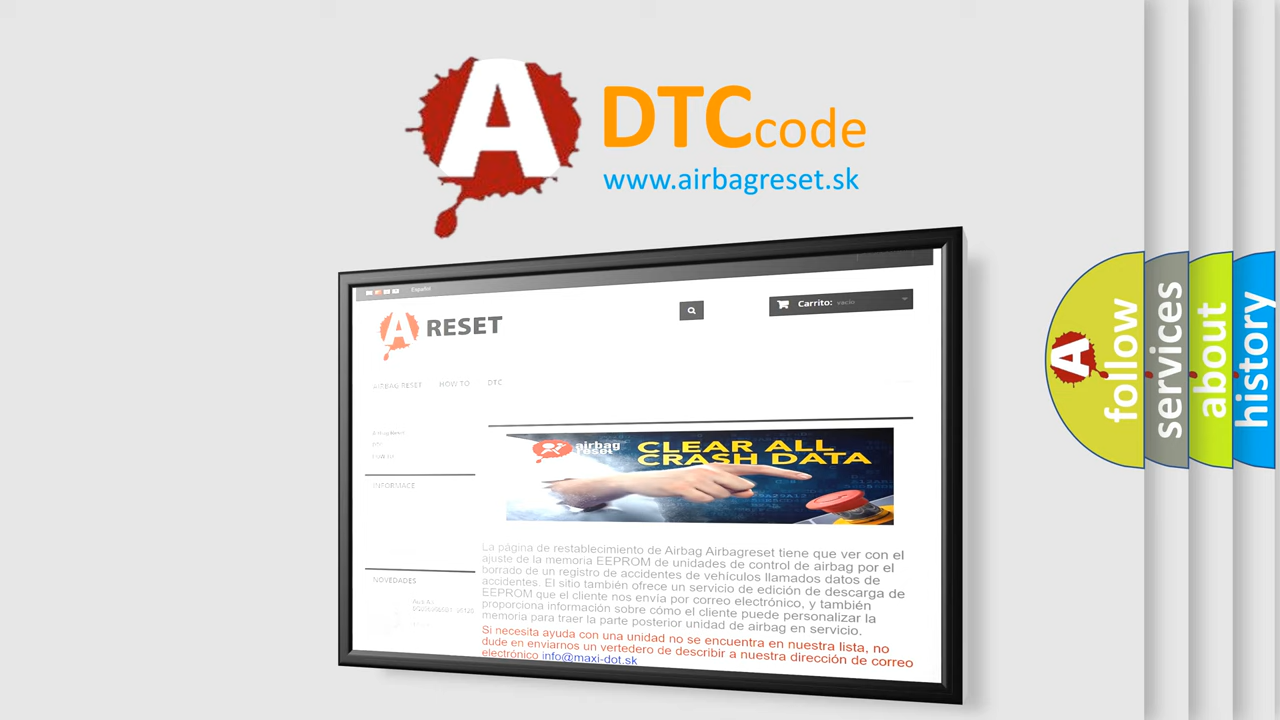 A DTC code
www.airbagreset.sk
Español
A RESET
Carrito: vacío
AIRBAG RESET HOW TO DTC
airbag reset CLEAR ALL
CRASH DATA
INFORMACE
La página de restablecimiento de Airbag Airbagreset tiene que ver con el
ajuste de la memoria EEPROM de unidades de control de airbag por el
borrado de un registro de accidentes de vehículos llamados datos de
accidentes. El sitio también ofrece un servicio de edición de descarga de
EEPROM que el cliente nos envía por correo electrónico, y también
proporciona información sobre cómo el cliente puede personalizar la
memoria para traer la parte posterior unidad de airbag en servicio.
NOVEDADES
Si necesita ayuda con una unidad no se encuentra en nuestra lista, no
dude en enviarnos un vertedero de describir a nuestra dirección de correo
electrónico info@maxi-dot.sk
A follow
services
about
history